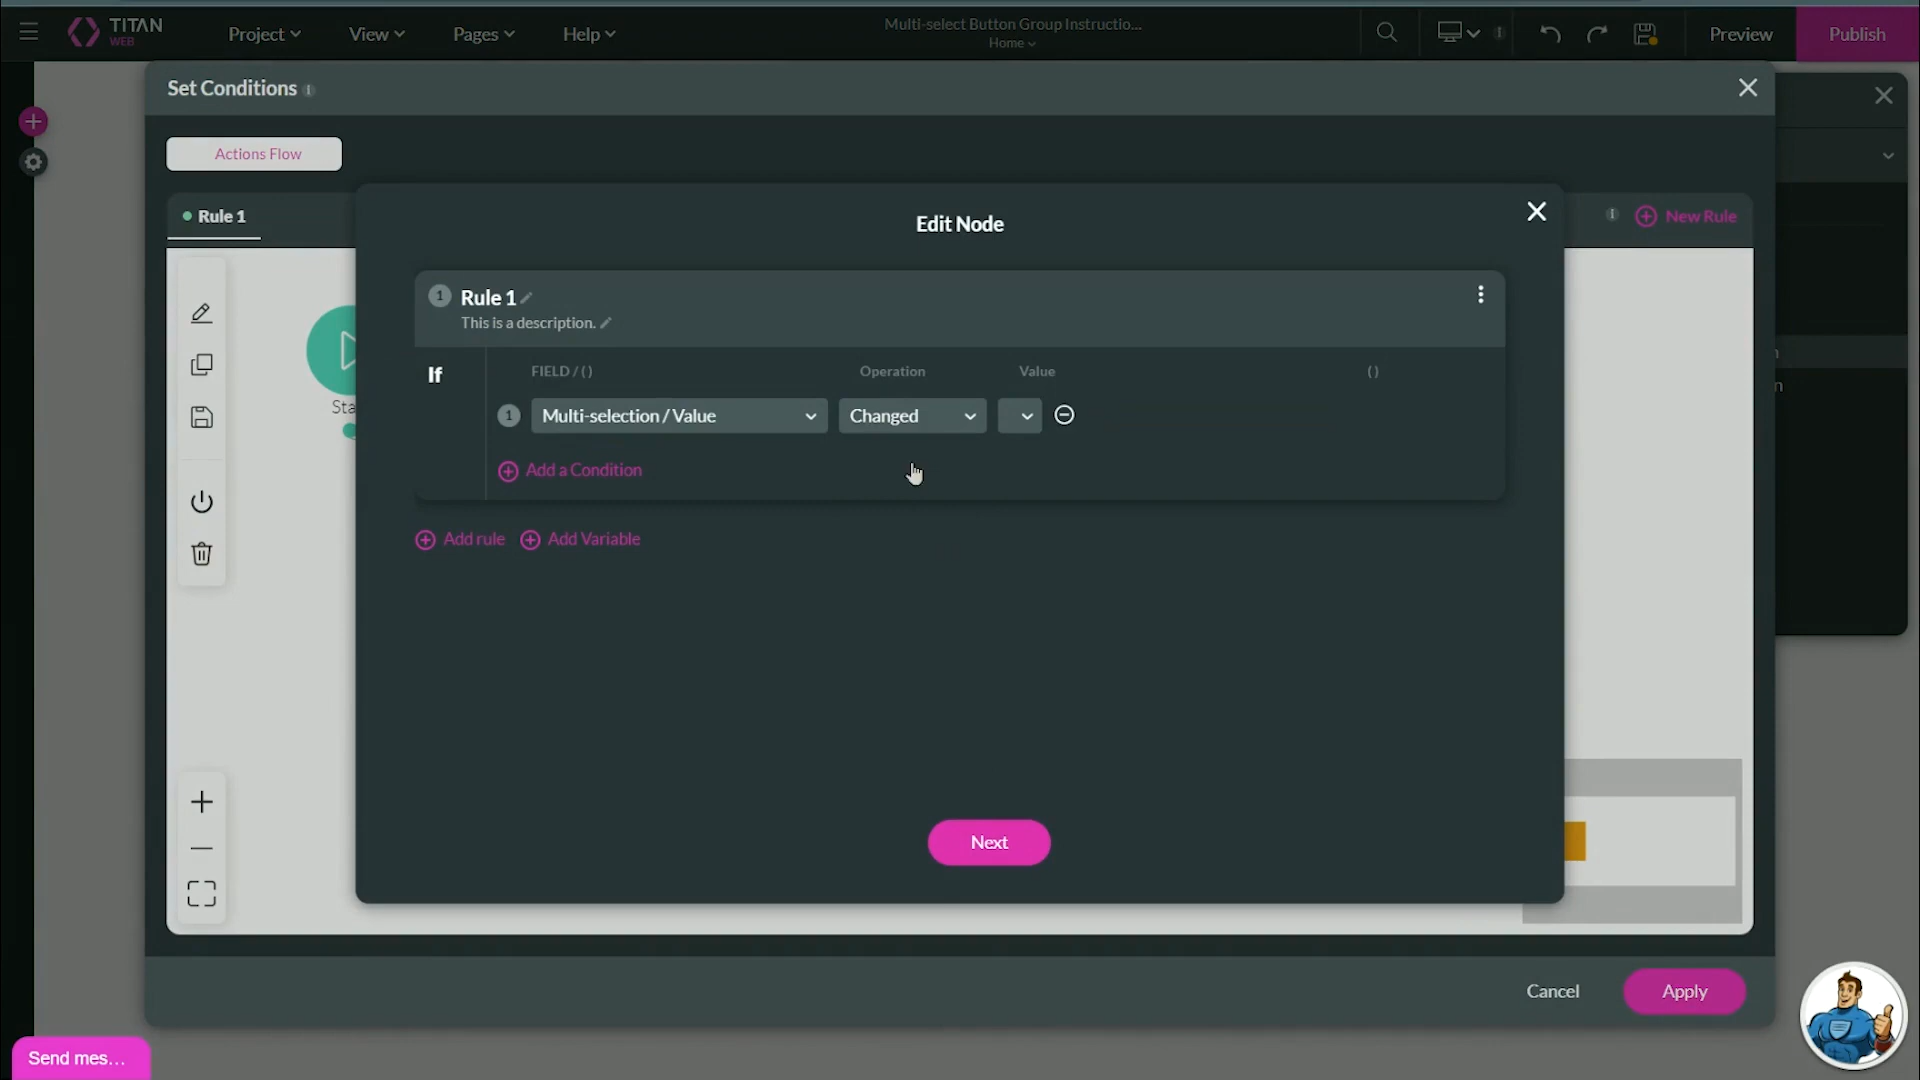 TITAN
WEB
Project
View
Pages
Help
Multi-select Button Group Instructio...
Home
Preview
Publish
Set Conditions
Actions Flow
Rule 1
New Rule
Edit Node
1
Rule 1
This is a description.
If
FIELD / ( )
Operation
Value
( )
1
Multi-selection / Value
Changed
Add a Condition
Add rule
Add Variable
Next
Cancel
Apply
Send mes...